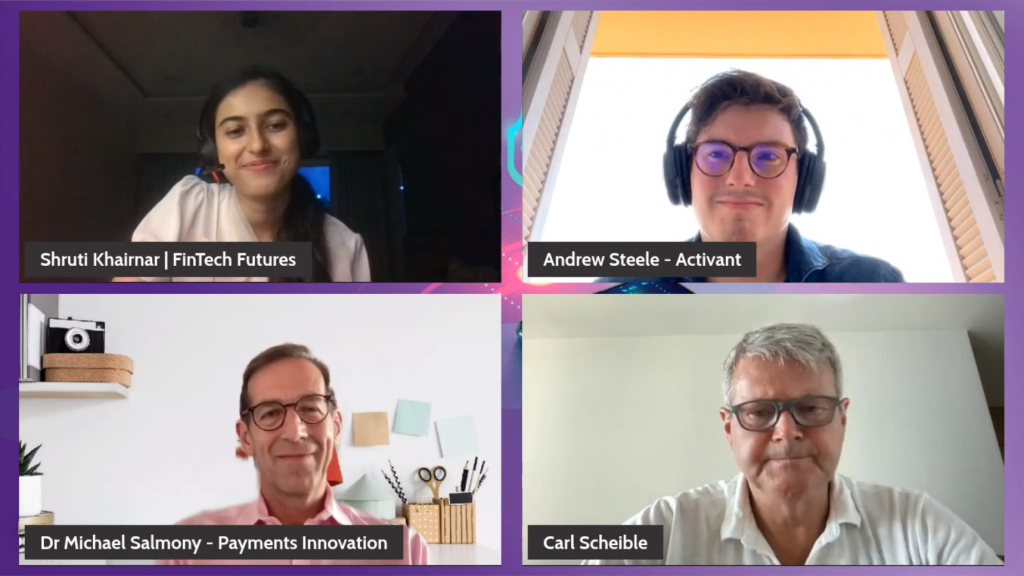 Shruti Khairnar | FinTech Futures
Andrew Steele - Activant
Dr Michael Salmony - Payments Innovation
Carl Scheible